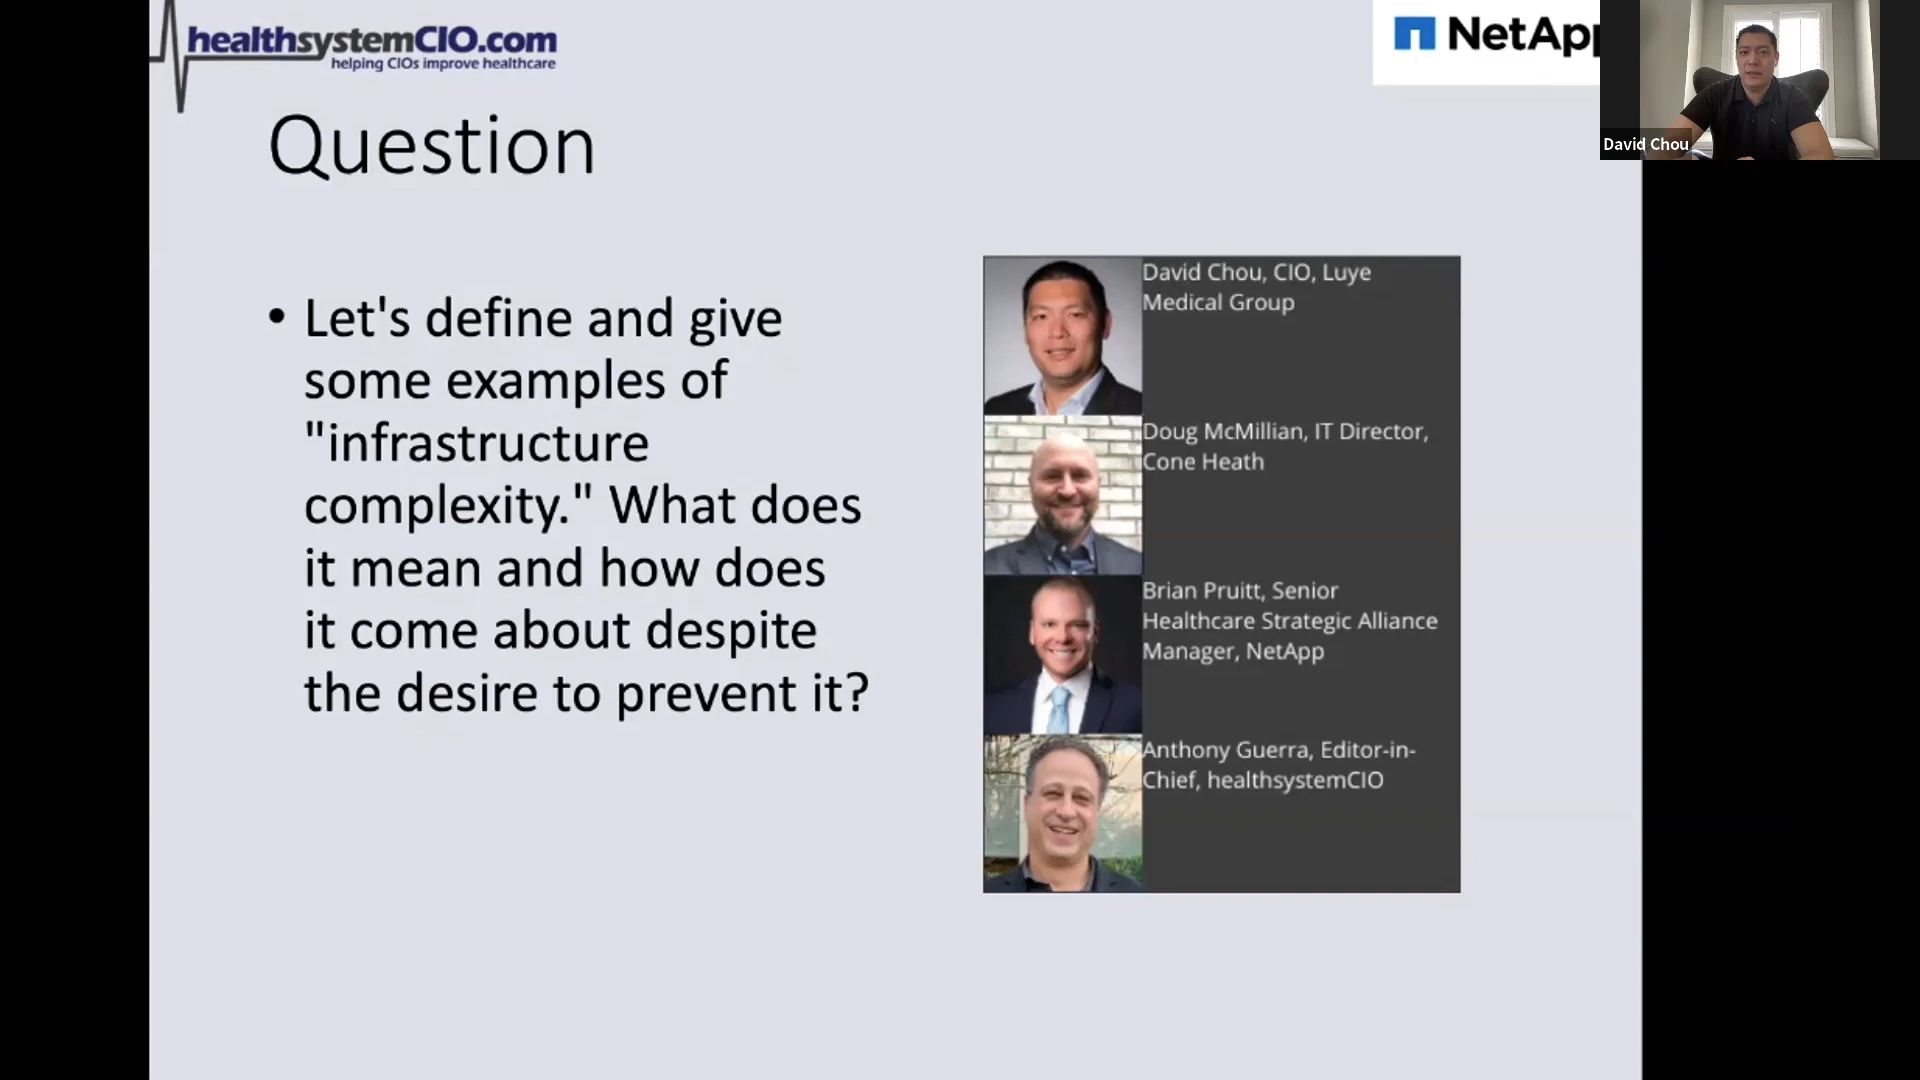 healthsystemCIO.com
helping CIOs improve healthcare
NetApp
David Chou
Question
• Let's define and give
some examples of
"infrastructure
complexity." What does
it mean and how does
it come about despite
the desire to prevent it?
David Chou, CIO, Luye
Medical Group
Doug McMillian, IT Director,
Cone Heath
Brian Pruitt, Senior
Healthcare Strategic Alliance
Manager, NetApp
Anthony Guerra, Editor-in-
Chief, healthsystemCIO